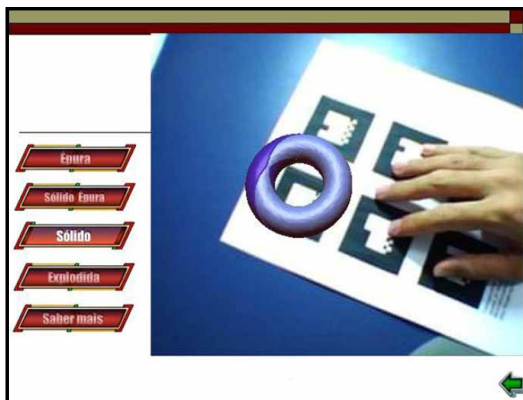 Épura
Sólido Épura
Sólido
Explodida
Saber mais